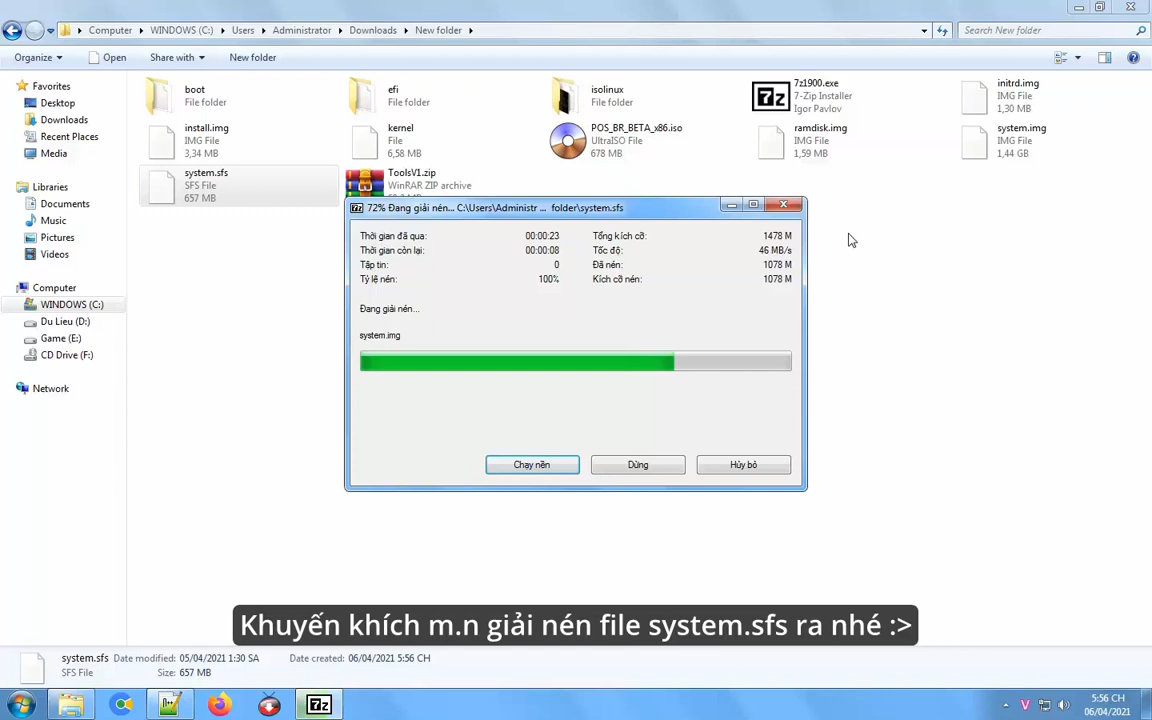 Computer
WINDOWS (C:)
Users
Administrator
Downloads
New folder
Search New folder
Organize
Open
Share with
New folder
Favorites
Desktop
Downloads
Recent Places
Media
Libraries
Documents
Music
Pictures
Videos
Computer
WINDOWS (C:)
Du Lieu (D:)
Game (E:)
CD Drive (F:)
Network
boot
File folder
efi
File folder
isolinux
File folder
7z
7z1900.exe
7-Zip Installer
Igor Pavlov
initrd.img
IMG File
1,30 MB
install.img
IMG File
3,34 MB
kernel
File
6,58 MB
POS_BR_BETA_x86.iso
UltraISO File
678 MB
ramdisk.img
IMG File
1,59 MB
system.img
IMG File
1,44 GB
system.sfs
SFS File
657 MB
ToolsV1.zip
WinRAR ZIP archive
7z 72% Đang giải nén... C:\Users\Administr ... folder\system.sfs
Thời gian đã qua: 00:00:23 Tổng kích cỡ: 1478 M
Thời gian còn lại: 00:00:08 Tốc độ: 46 MB/s
Tập tin: 0 Đã nén: 1078 M
Tỷ lệ nén: 100% Kích cỡ nén: 1078 M
Đang giải nén...
system.img
Chạy nền
Dừng
Hủy bỏ
Khuyến khích m.n giải nén file system.sfs ra nhé :>
system.sfs Date modified: 05/04/2021 1:30 SA Date created: 06/04/2021 5:56 CH
SFS File Size: 657 MB
7z
V
5:56 CH
06/04/2021